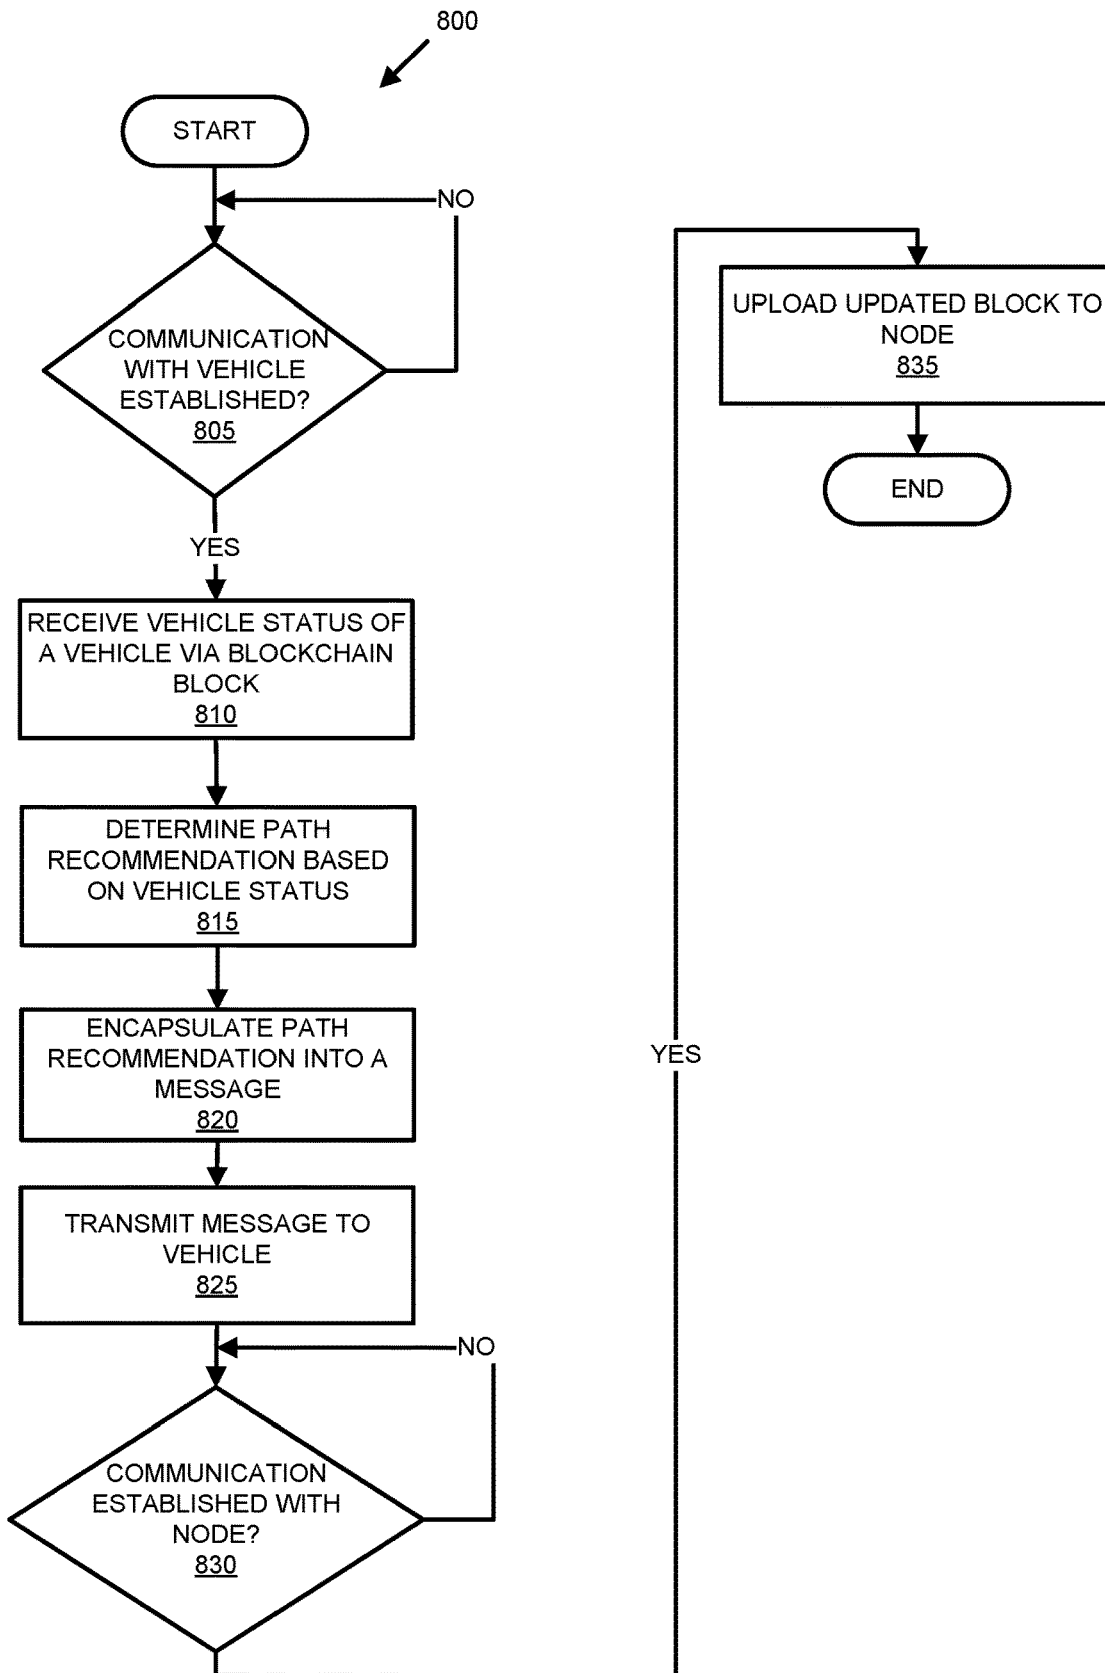 800
START
NO
COMMUNICATION
WITH VEHICLE
ESTABLISHED?
805
YES
RECEIVE VEHICLE STATUS OF
A VEHICLE VIA BLOCKCHAIN
BLOCK
810
DETERMINE PATH
RECOMMENDATION BASED
ON VEHICLE STATUS
815
ENCAPSULATE PATH
RECOMMENDATION INTO A
MESSAGE
820
TRANSMIT MESSAGE TO
VEHICLE
825
NO
COMMUNICATION
ESTABLISHED WITH
NODE?
830
YES
UPLOAD UPDATED BLOCK TO
NODE
835
END